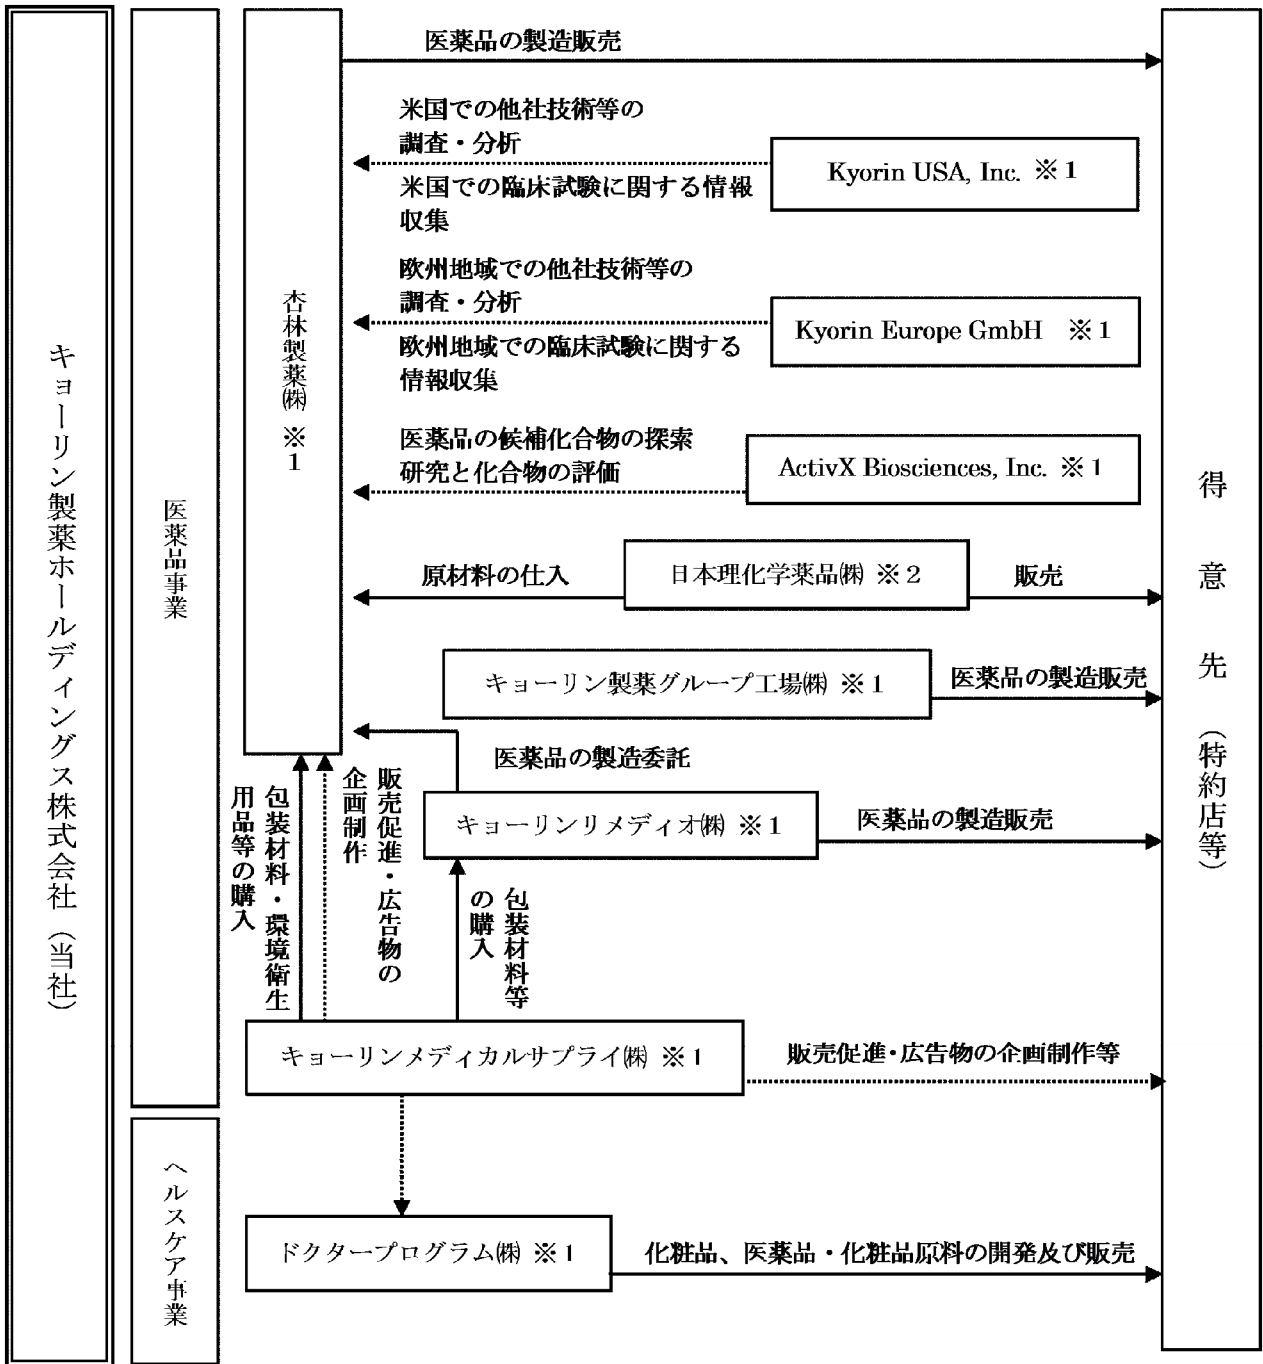 キョーリン製薬ホールディングス株式会社（当社）
医薬品事業
ヘルスケア事業
杏林製薬㈱ ※1
医薬品の製造販売
米国での他社技術等の
調査・分析
米国での臨床試験に関する情報
収集
Kyorin USA, Inc. ※1
欧州地域での他社技術等の
調査・分析
欧州地域での臨床試験に関する
情報収集
Kyorin Europe GmbH ※1
医薬品の候補化合物の探索
研究と化合物の評価
ActivX Biosciences, Inc. ※1
原材料の仕入
日本理化学薬品㈱ ※2
販売
キョーリン製薬グループ工場㈱ ※1
医薬品の製造販売
医薬品の製造委託
キョーリンリメディオ㈱ ※1
医薬品の製造販売
包装材料・環境衛生
用品等の購入
販売促進・広告物の
企画制作
包装材料等
の購入
キョーリンメディカルサプライ㈱ ※1
販売促進・広告物の企画制作等
ドクタープログラム㈱ ※1
化粧品、医薬品・化粧品原料の開発及び販売
得意先（特約店等）